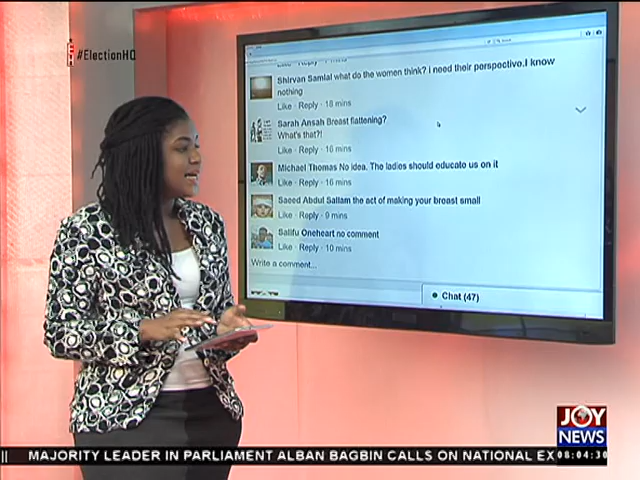 #ElectionHQ
Shirvan Samlal what do the women think? i need their perspectivo.I know
nothing
Like · Reply · 18 mins
Sarah Ansah Breast flattening?
What's that?!
Like · Reply · 16 mins
Michael Thomas No idea. The ladies should educato us on it
Like · Reply · 16 mins
Saeed Abdul Sallam the act of making your breast small
Like · Reply · 9 mins
Salifu Oneheart no comment
Like · Reply · 10 mins
Write a comment...
Chat (47)
JOY
NEWS
MAJORITY LEADER IN PARLIAMENT ALBAN BAGBIN CALLS ON NATIONAL EX
08:04:30